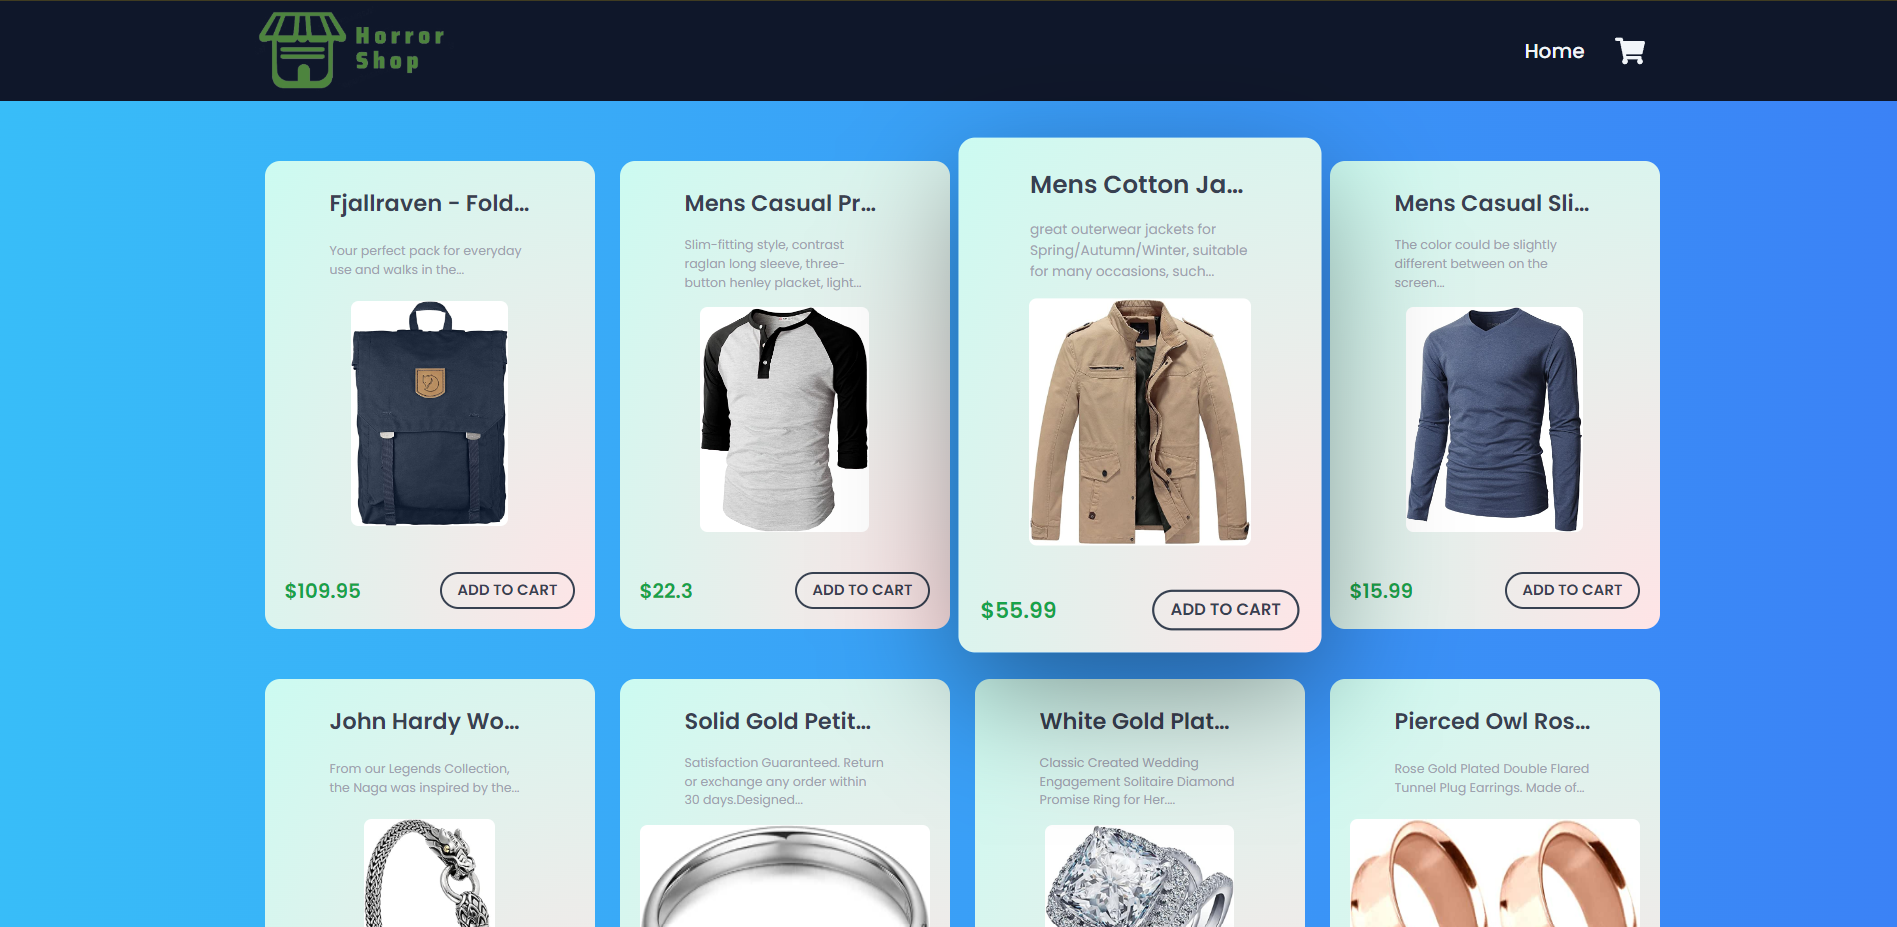 Horror
Shop
Home
Fjallraven - Fold...
Your perfect pack for everyday
use and walks in the...
$109.95
ADD TO CART
Mens Casual Pr...
Slim-fitting style, contrast
raglan long sleeve, three-
button henley placket, light...
$22.3
ADD TO CART
Mens Cotton Ja...
great outerwear jackets for
Spring/Autumn/Winter, suitable
for many occasions, such...
$55.99
ADD TO CART
Mens Casual Sli...
The color could be slightly
different between on the
screen...
$15.99
ADD TO CART
John Hardy Wo...
From our Legends Collection,
the Naga was inspired by the...
Solid Gold Petit...
Satisfaction Guaranteed. Return
or exchange any order within
30 days.Designed...
White Gold Plat...
Classic Created Wedding
Engagement Solitaire Diamond
Promise Ring for Her....
Pierced Owl Ros...
Rose Gold Plated Double Flared
Tunnel Plug Earrings. Made of...